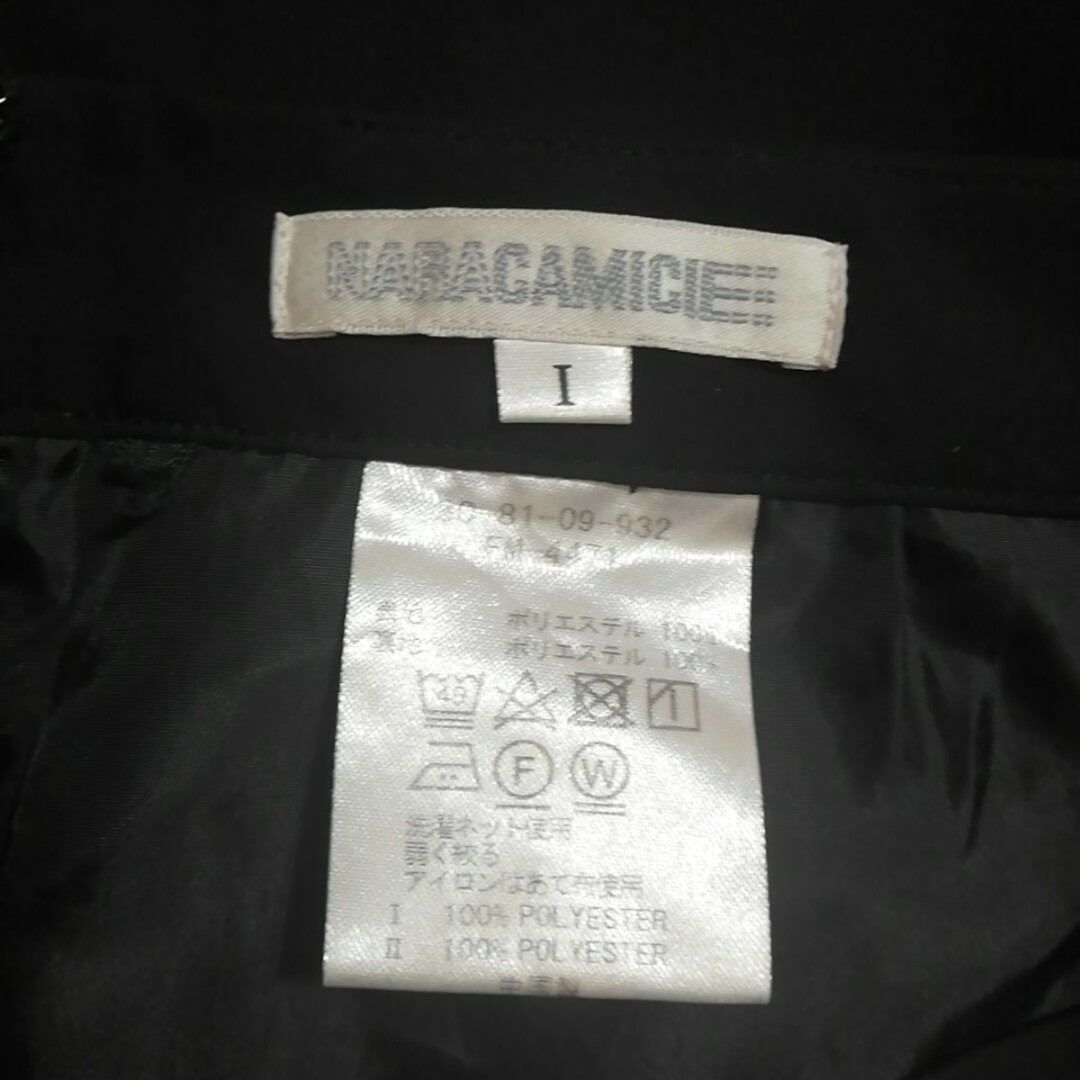 NARACAMICIE
I
81-09-932
FM 4471
表地 ポリエステル 100%
裏地 ポリエステル 100%
40
F W
洗濯ネット使用
弱く絞る
アイロンはあて布使用
I 100% POLYESTER
II 100% POLYESTER
中国製